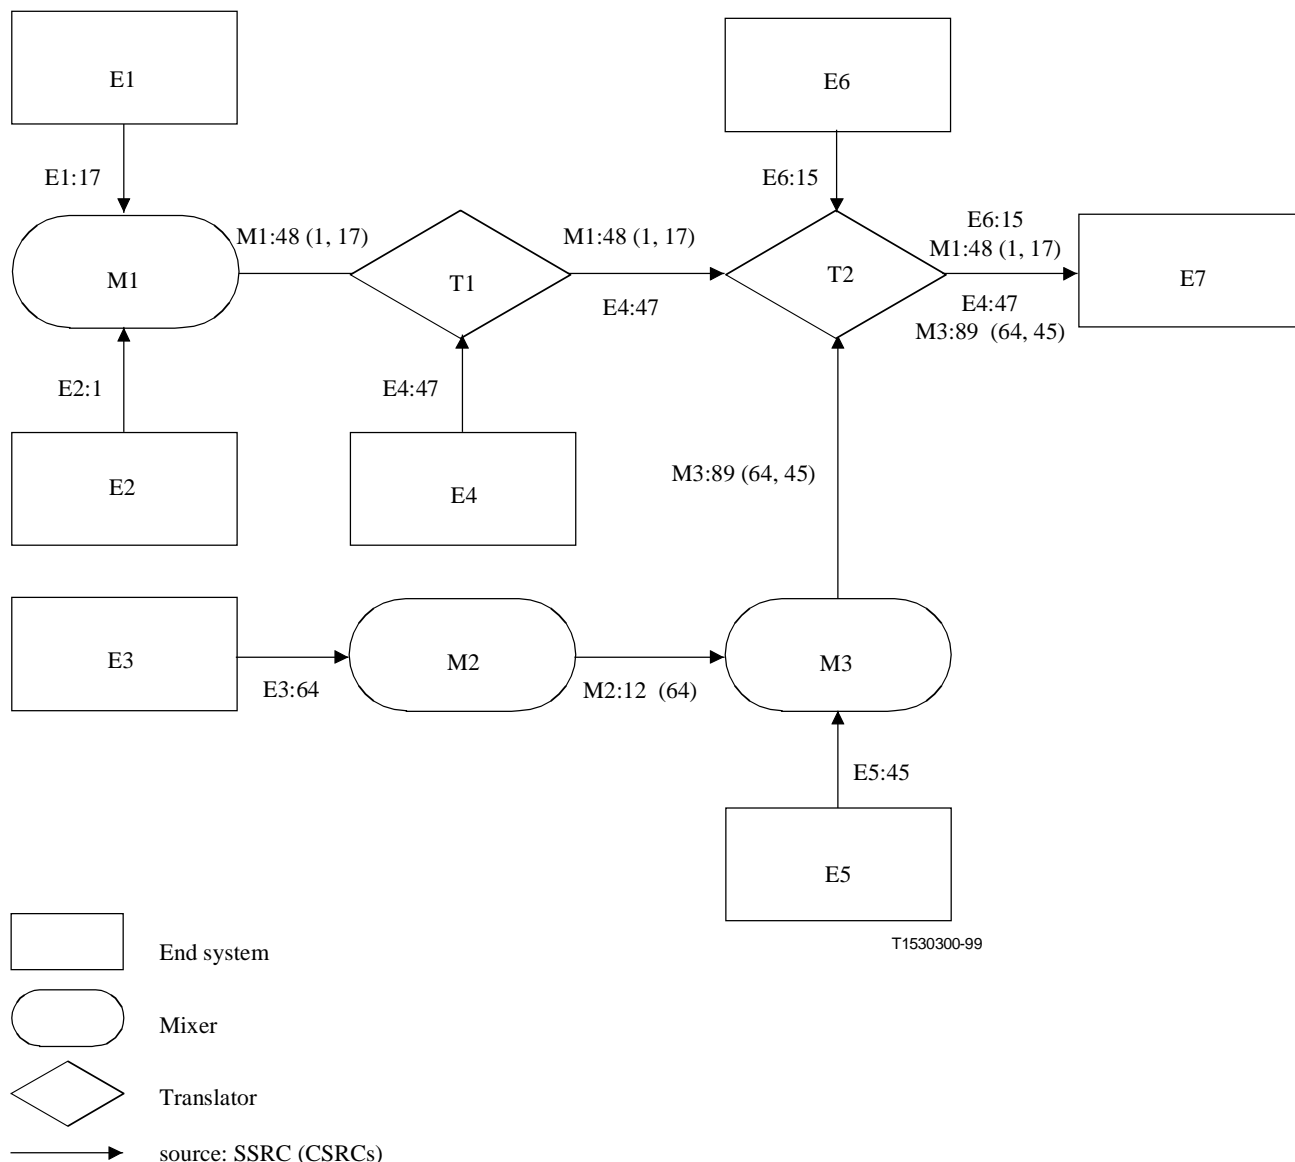 E1
E6
E1:17
E6:15
M1:48 (1, 17)
M1:48 (1, 17)
E6:15
M1:48 (1, 17)
M1
T1
T2
E7
E4:47
E4:47
M3:89 (64, 45)
E2:1
E4:47
E2
E4
M3:89 (64, 45)
E3
M2
M3
E3:64
M2:12 (64)
E5:45
E5
T1530300-99
End system
Mixer
Translator
source: SSRC (CSRCs)